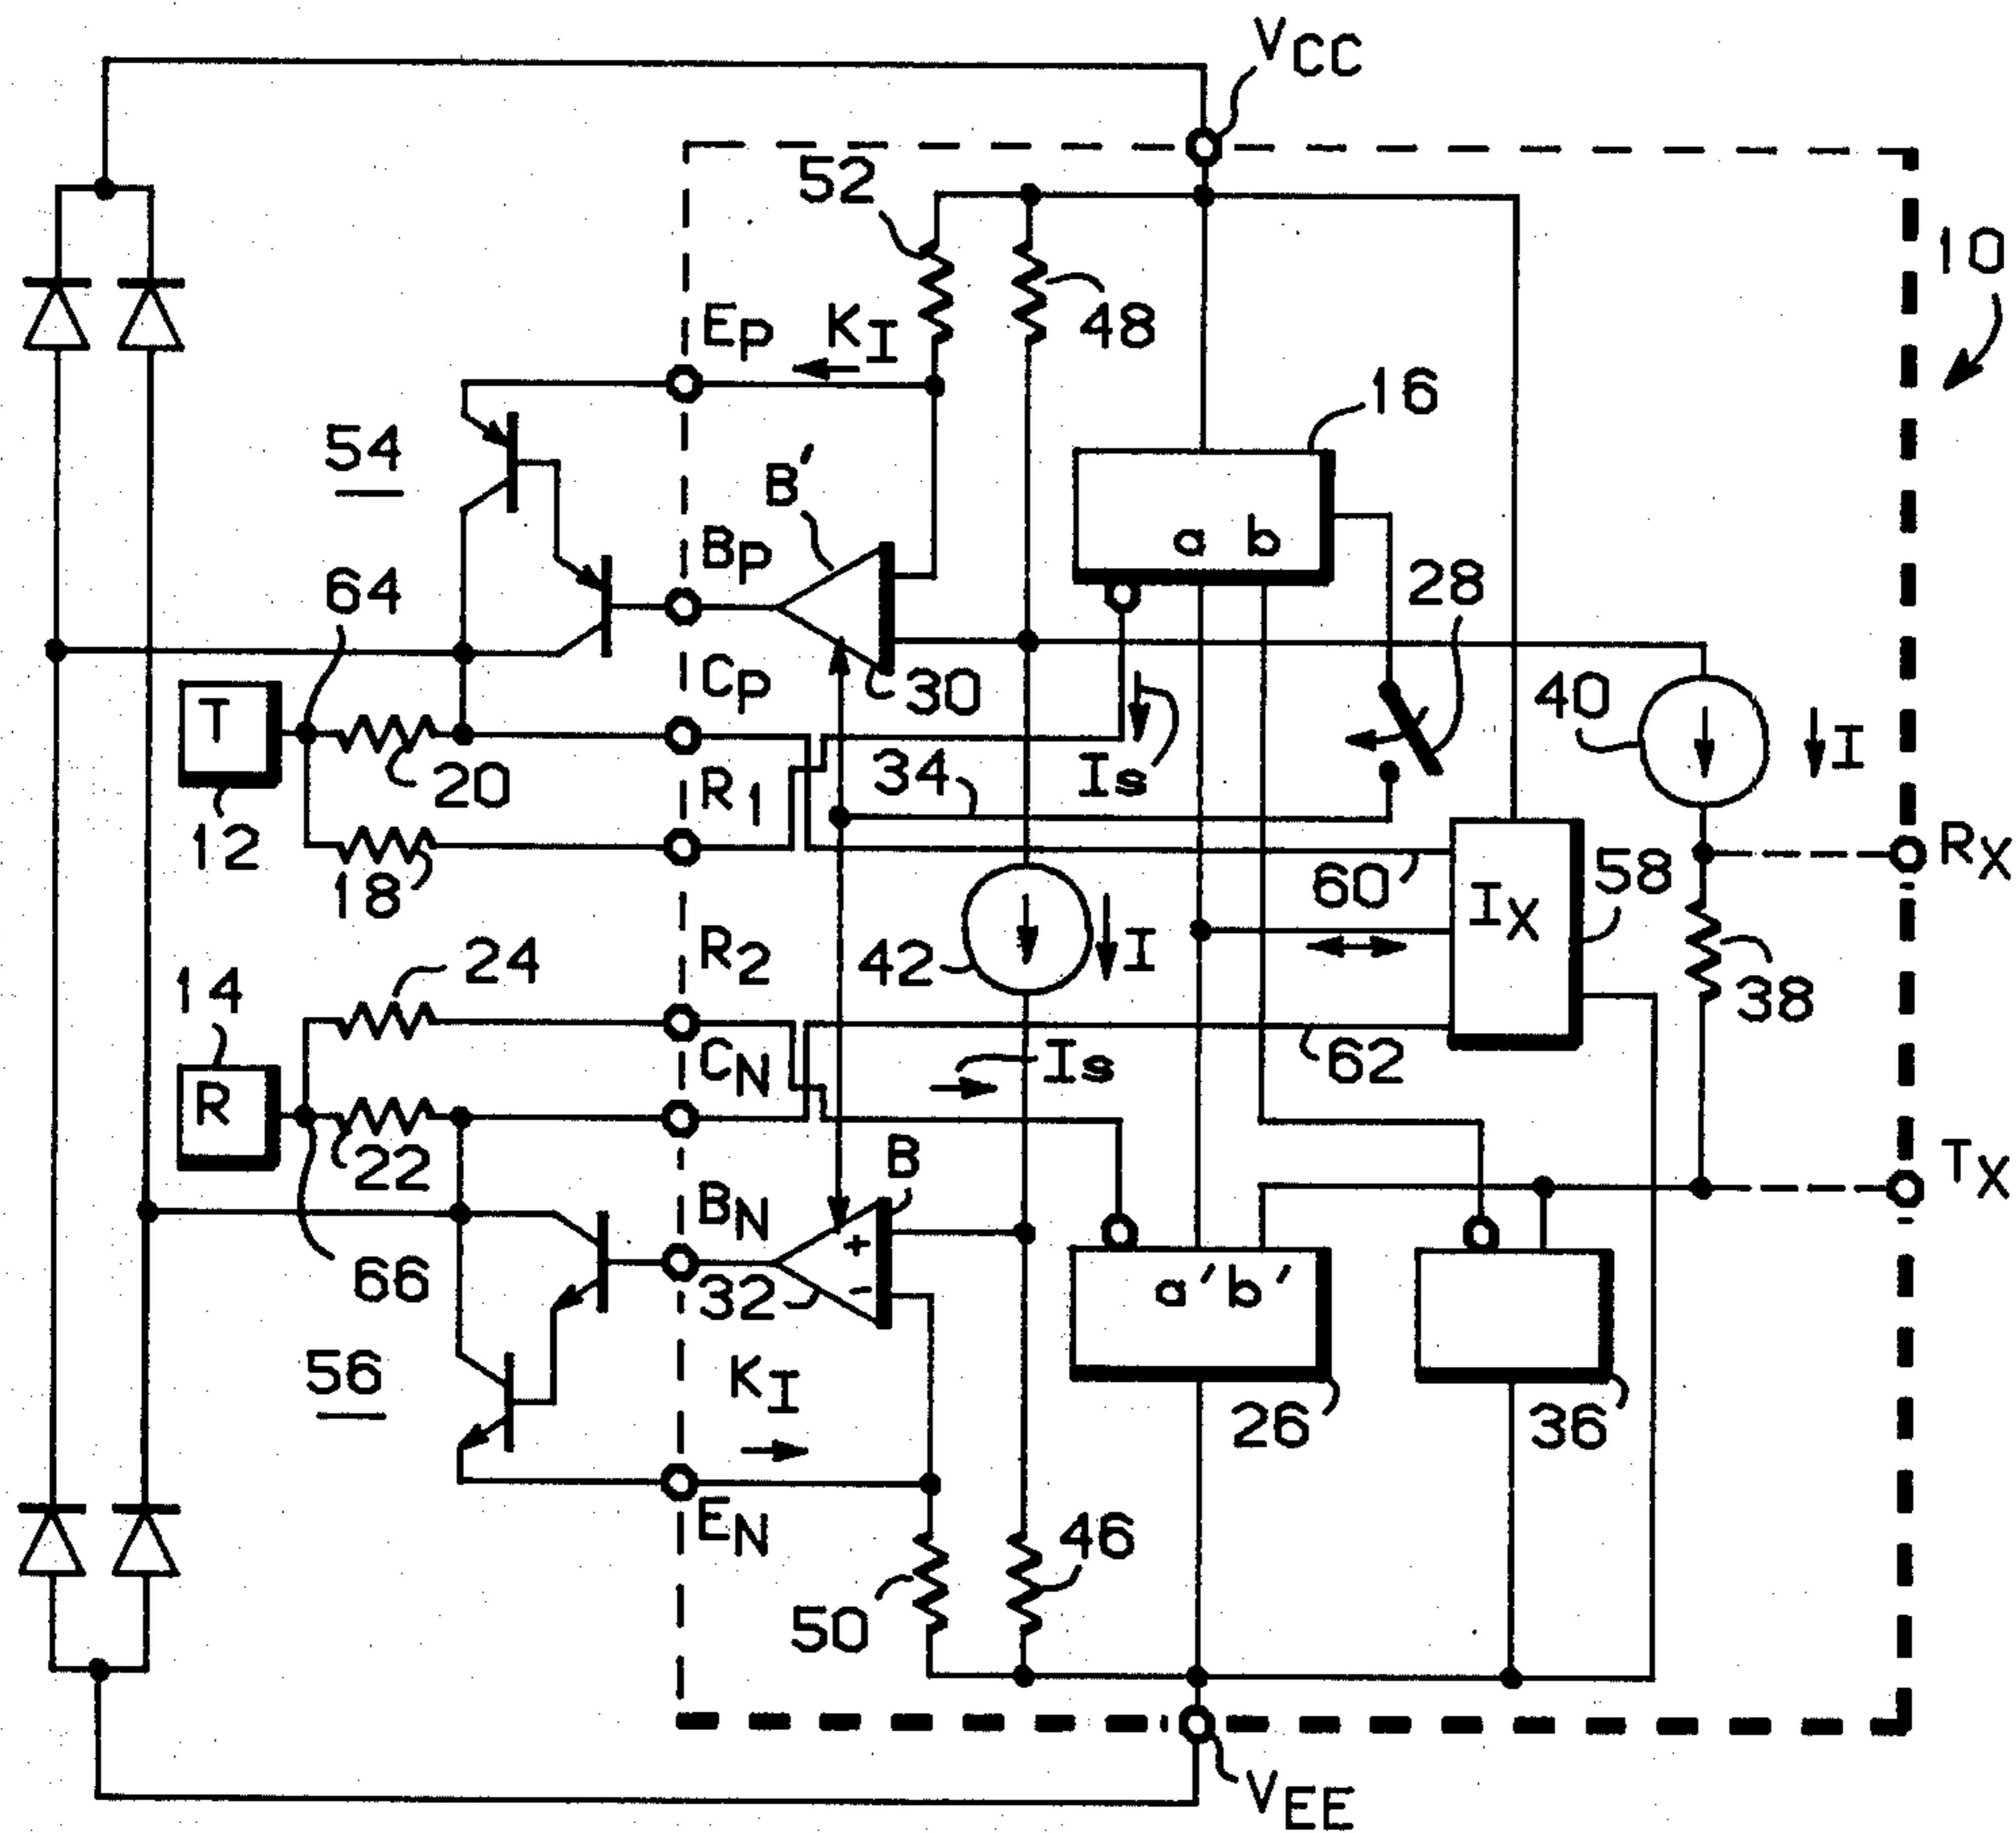 VCC
52
10
EP
KI
48
16
54
B'
BP
a b
28
64
CP
30
40
T
I
34
Is
20
R1
RX
12
60
58
18
IX
24
R2
42
I
38
14
CN
Is
62
R
TX
22
B
BN
+
66
32
a'b'
-
56
KI
26
36
EN
46
50
VEE